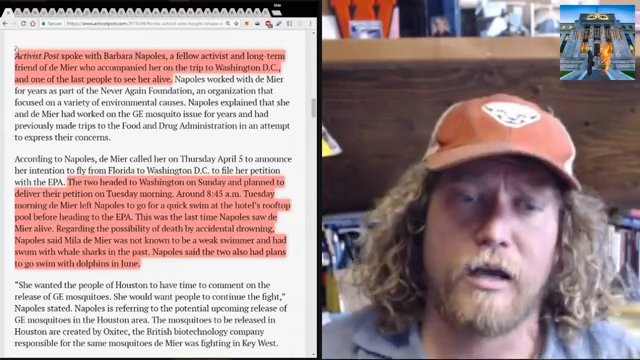 Activist Post spoke with Barbara Napoles, a fellow activist and long-term
friend of de Mier who accompanied her on the trip to Washington D.C.,
and one of the last people to see her alive. Napoles worked with de Mier
for years as part of the Never Again Foundation, an organization that
focused on a variety of environmental causes. Napoles explained that she
and de Mier had worked on the GE mosquito issue for years and had
previously made trips to the Food and Drug Administration in an attempt
to express their concerns.
According to Napoles, de Mier called her on Thursday April 5 to announce
her intention to fly from Florida to Washington D.C. to file her petition
with the EPA. The two headed to Washington on Sunday and planned to
deliver their petition on Tuesday morning. Around 8:45 a.m. Tuesday
morning de Mier left Napoles to go for a quick swim at the hotel's rooftop
pool before heading to the EPA. This was the last time Napoles saw de
Mier alive. Regarding the possibility of death by accidental drowning,
Napoles said Mila de Mier was not known to be a weak swimmer and had
swum with whale sharks in the past. Napoles said the two also had plans
to go swim with dolphins in June.
"She wanted the people of Houston to have time to comment on the
release of GE mosquitoes. She would want people to continue the fight,"
Napoles stated. Napoles is referring to the potential upcoming release of
GE mosquitoes in the Houston area. The mosquitoes to be released in
Houston are created by Oxitec, the British biotechnology company
responsible for the same mosquitoes de Mier was fighting in Key West.